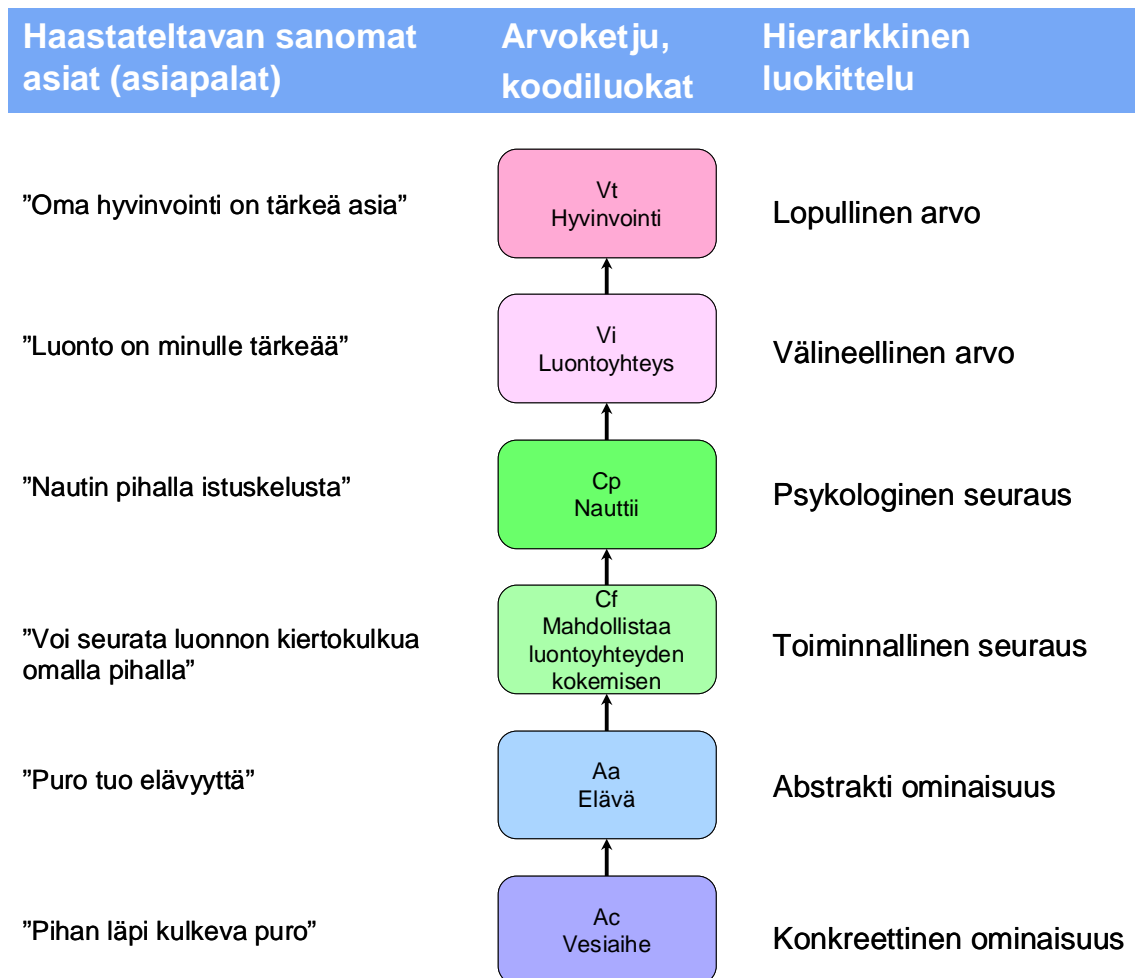 Haastateltavan sanomat
asiat (asiapalat)
Arvoketju,
koodiluokat
Hierarkkinen
luokittelu
”Oma hyvinvointi on tärkeä asia”
Vt
Hyvinvointi
Lopullinen arvo
”Luonto on minulle tärkeää”
Vi
Luontoyhteys
Välineellinen arvo
”Nautin pihalla istuskelusta”
Cp
Nauttii
Psykologinen seuraus
”Voi seurata luonnon kiertokulkua
omalla pihalla”
Cf
Mahdollistaa
luontoyhteyden
kokemisen
Toiminnallinen seuraus
”Puro tuo elävyyttä”
Aa
Elävä
Abstrakti ominaisuus
”Pihan läpi kulkeva puro”
Ac
Vesiaihe
Konkreettinen ominaisuus